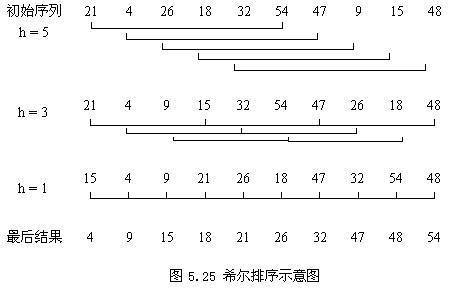 初始序列 21 4 26 18 32 54 47 9 15 48
h = 5
21 4 9 15 32 54 47 26 18 48
h = 3
15 4 9 21 26 18 47 32 54 48
h = 1
最后结果 4 9 15 18 21 26 32 47 48 54
图 5.25 希尔排序示意图